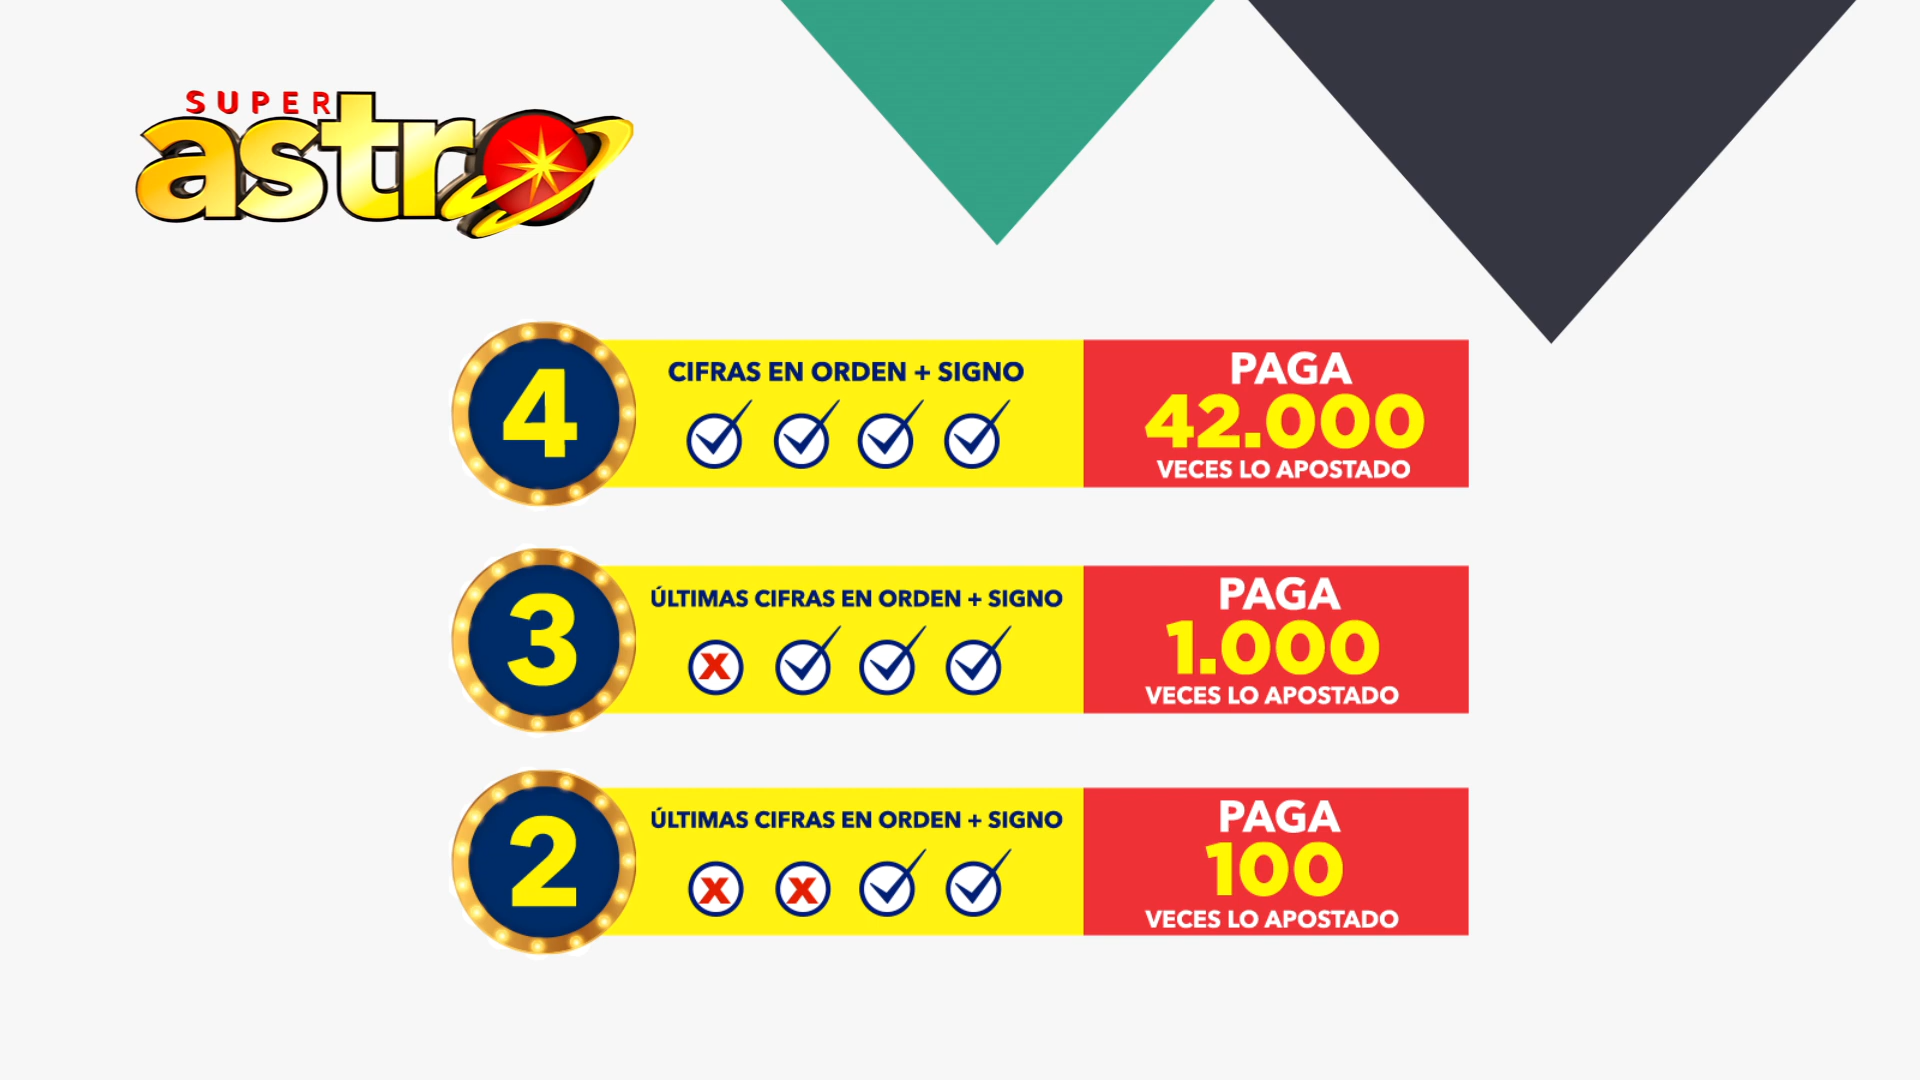 SUPER
astro
4
CIFRAS EN ORDEN + SIGNO
PAGA
42.000
VECES LO APOSTADO
3
ÚLTIMAS CIFRAS EN ORDEN + SIGNO
X
PAGA
1.000
VECES LO APOSTADO
2
ÚLTIMAS CIFRAS EN ORDEN + SIGNO
X X
PAGA
100
VECES LO APOSTADO